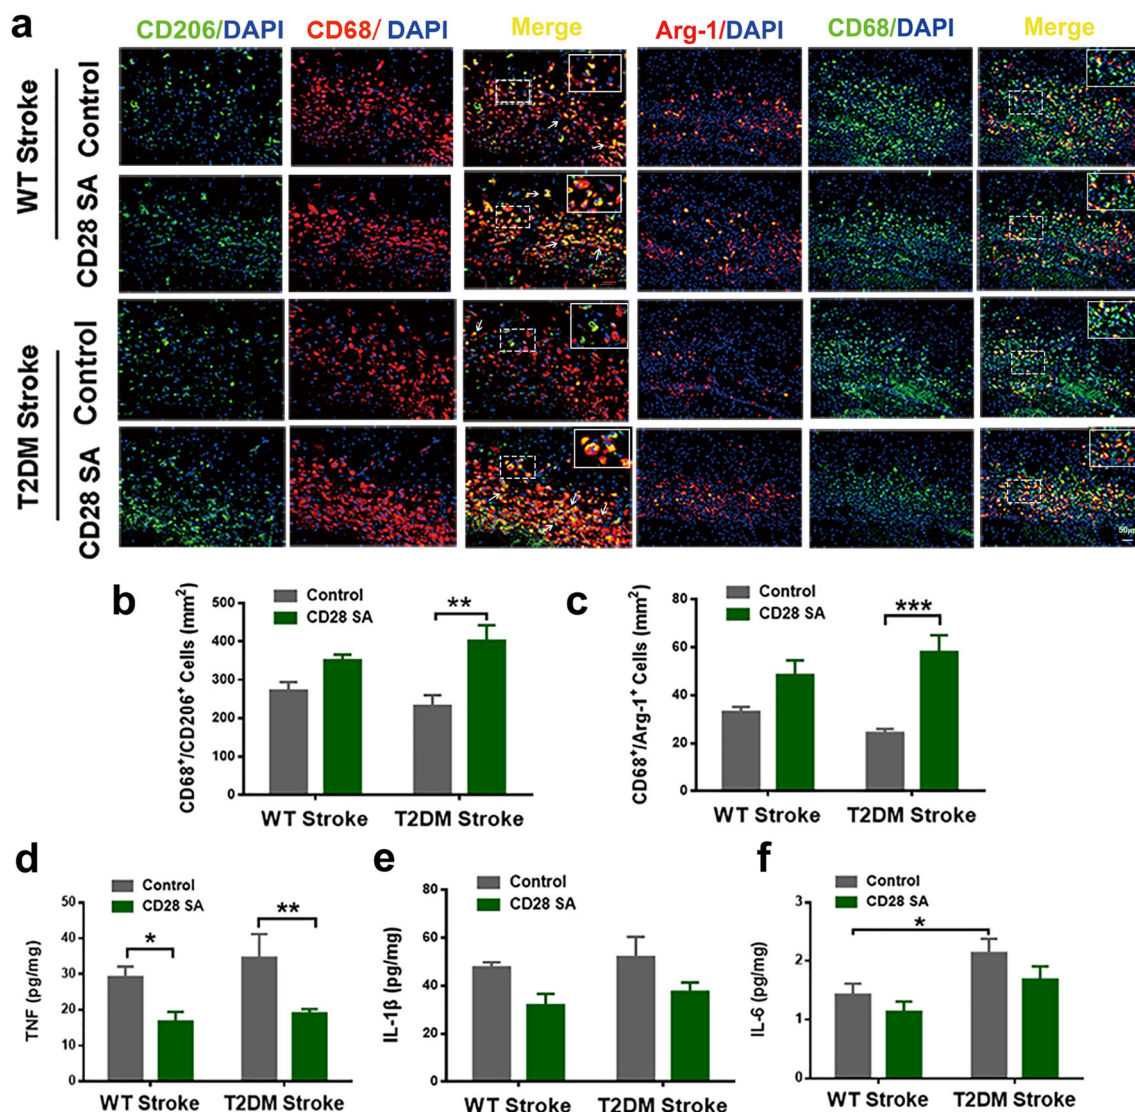 a
CD206/DAPI CD68/ DAPI Merge Arg-1/DAPI CD68/DAPI Merge
WT Stroke
Control
CD28 SA
T2DM Stroke
Control
CD28 SA
50μm
b
Control
CD28 SA
**
CD68⁺/CD206⁺ Cells (mm²)
500
400
300
200
100
0
WT Stroke T2DM Stroke
c
Control
CD28 SA
***
CD68⁺/Arg-1⁺ Cells (mm²)
80
60
40
20
0
WT Stroke T2DM Stroke
d
Control
CD28 SA
* **
TNF (pg/mg)
50
40
30
20
10
0
WT Stroke T2DM Stroke
e
Control
CD28 SA
IL-1β (pg/mg)
80
60
40
40
0
WT Stroke T2DM Stroke
f
Control
CD28 SA
*
IL-6 (pg/mg)
3
2
1
0
WT Stroke T2DM Stroke